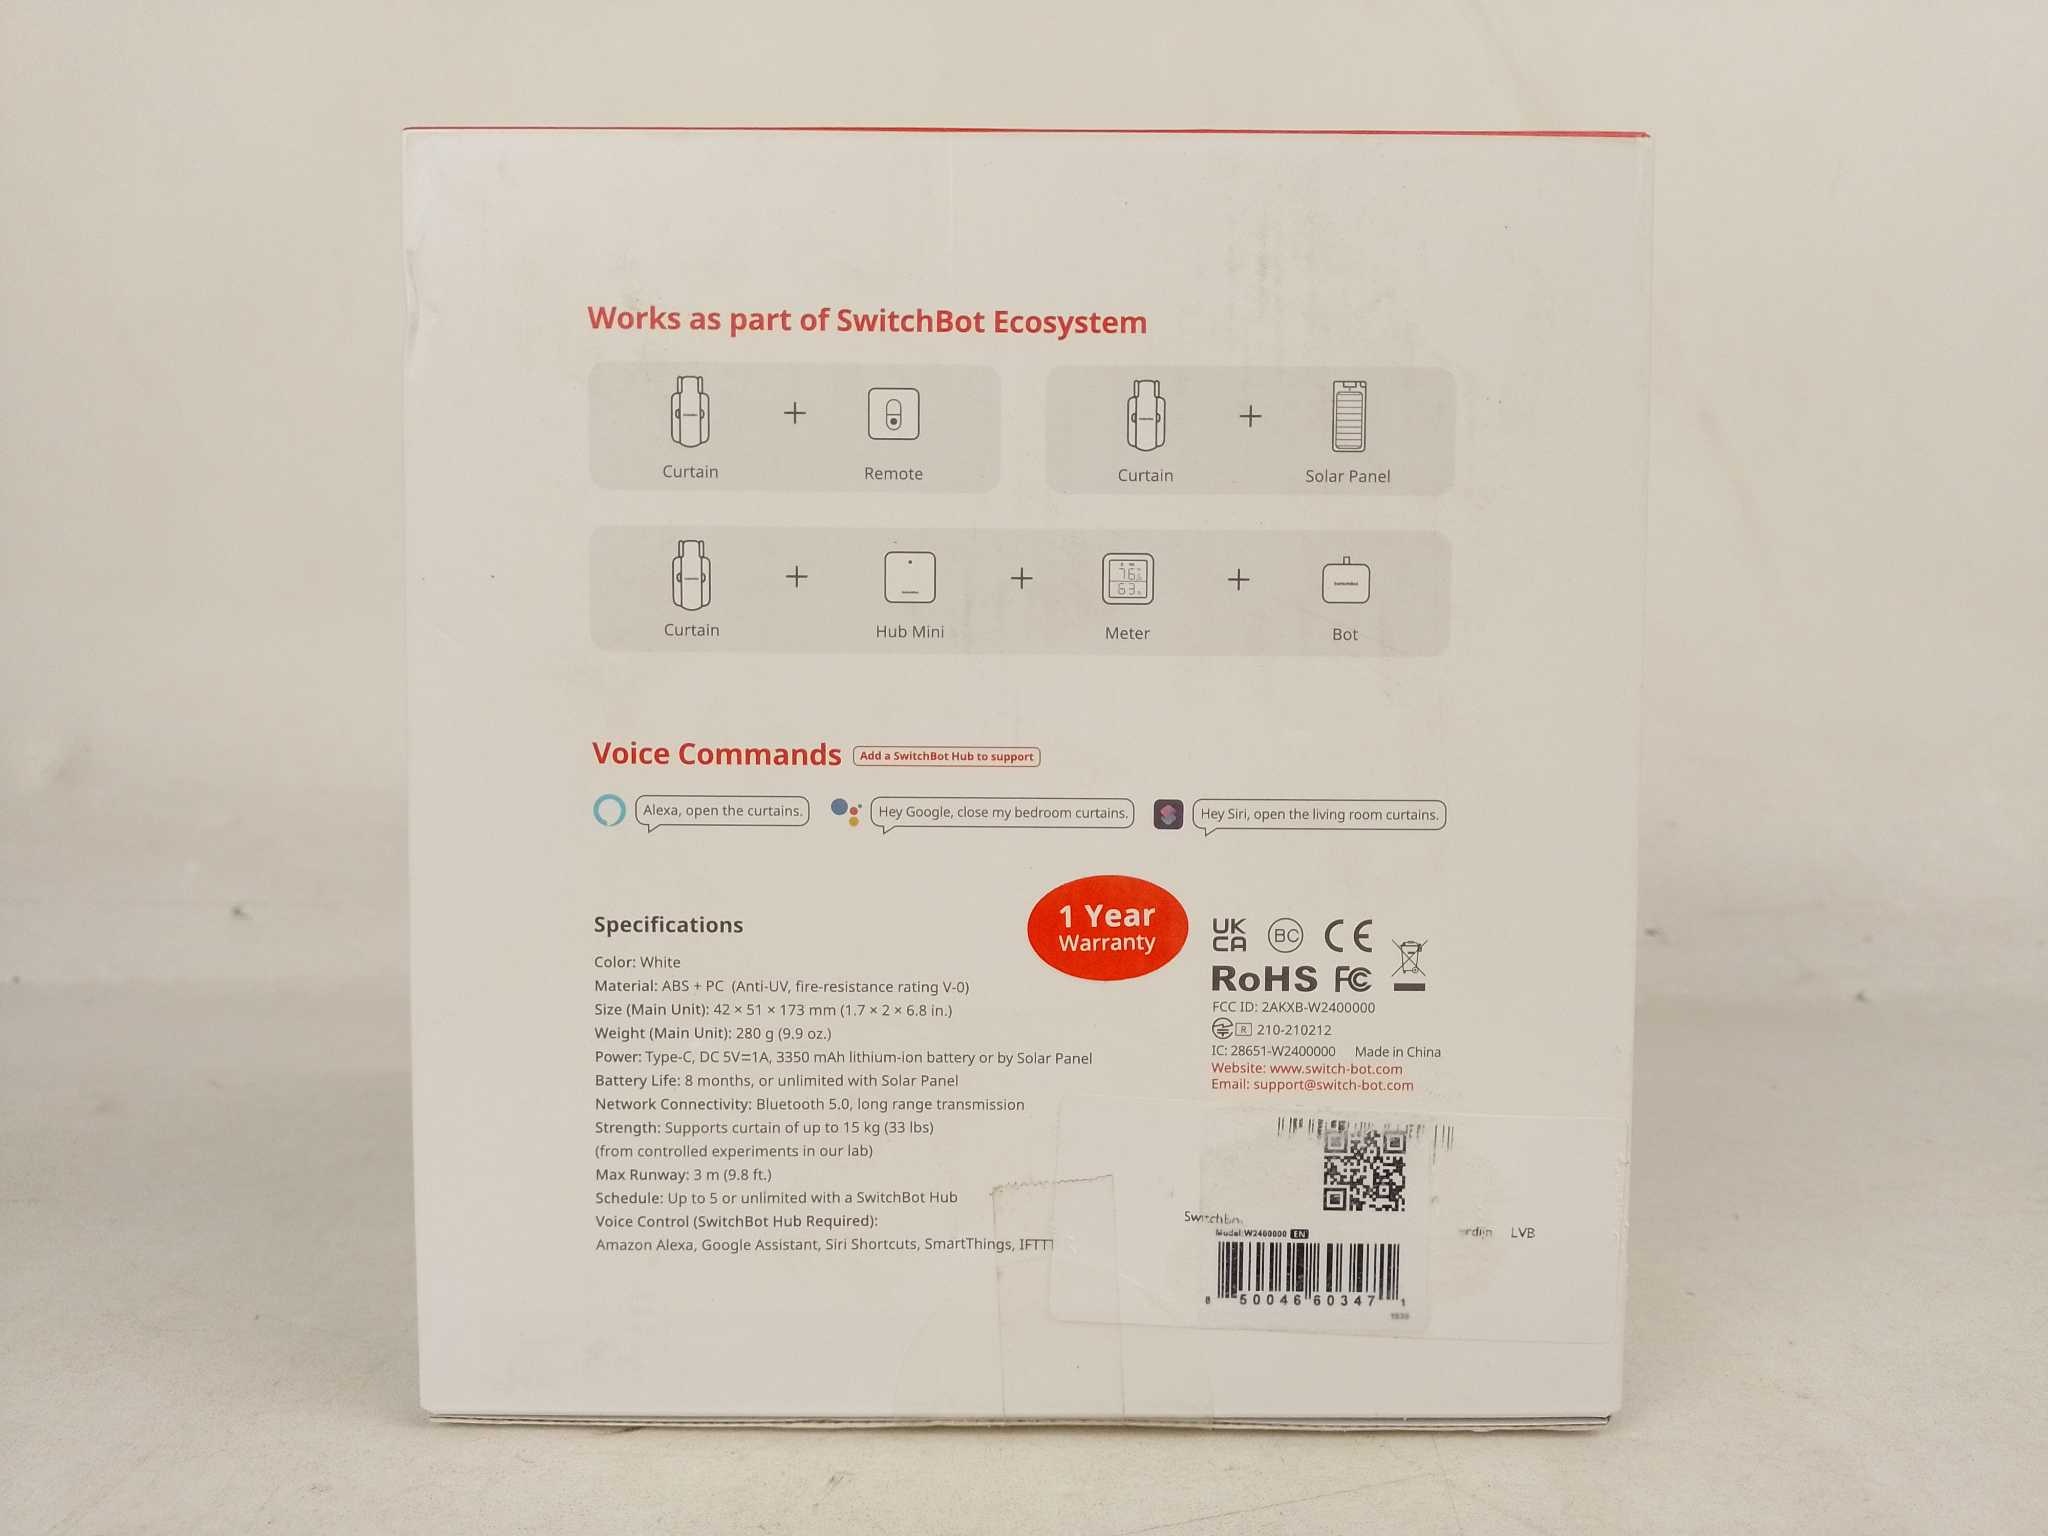 Works as part of SwitchBot Ecosystem
Curtain + Remote
Curtain + Solar Panel
76
63
SwitchBot
Curtain + Hub Mini + Meter + Bot
Voice Commands Add a SwitchBot Hub to support
Alexa, open the curtains.
Hey Google, close my bedroom curtains.
Hey Siri, open the living room curtains.
1 Year
Warranty
Specifications
Color: White
Material: ABS + PC (Anti-UV, fire-resistance rating V-0)
Size (Main Unit): 42 × 51 × 173 mm (1.7 × 2 × 6.8 in.)
Weight (Main Unit): 280 g (9.9 oz.)
Power: Type-C, DC 5V⎓1A, 3350 mAh lithium-ion battery or by Solar Panel
Battery Life: 8 months, or unlimited with Solar Panel
Network Connectivity: Bluetooth 5.0, long range transmission
Strength: Supports curtain of up to 15 kg (33 lbs)
(from controlled experiments in our lab)
Max Runway: 3 m (9.8 ft.)
Schedule: Up to 5 or unlimited with a SwitchBot Hub
Voice Control (SwitchBot Hub Required):
Amazon Alexa, Google Assistant, Siri Shortcuts, SmartThings, IFTTT
UK
CA BC CE
RoHS FC
FCC ID: 2AKXB-W2400000
R 210-210212
IC: 28651-W2400000 Made in China
Website: www.switch-bot.com
Email: support@switch-bot.com
LVB
Model:W2400000 EN
8 50046 60347 1